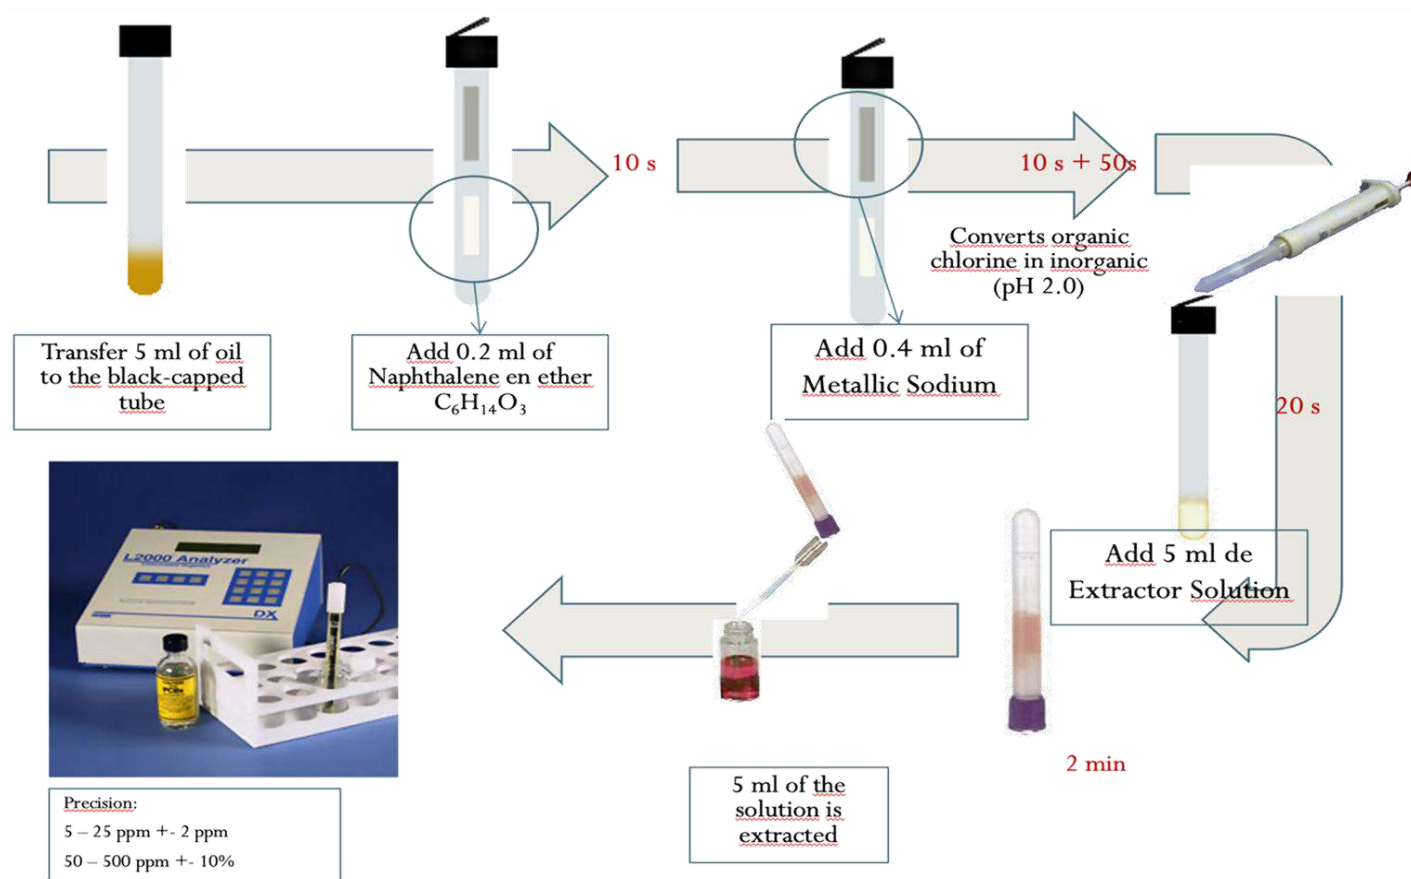 10 s
10 s + 50s
Converts organic
chlorine in inorganic
(pH 2.0)
Transfer 5 ml of oil
to the black-capped
tube
Add 0.2 ml of
Naphthalene en ether
C₆H₁₄O₃
Add 0.4 ml of
Metallic Sodium
20 s
Add 5 ml de
Extractor Solution
2 min
5 ml of the
solution is
extracted
L2000 Analyzer
DX
PCBs
Precision:
5 – 25 ppm +- 2 ppm
50 – 500 ppm +- 10%